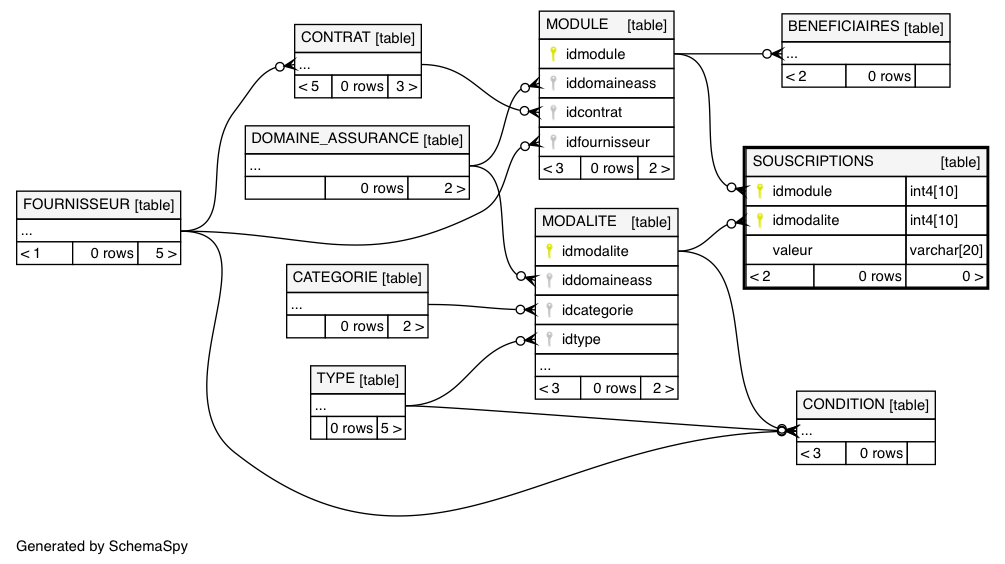 CONTRAT [table]
...
< 5 0 rows 3 >
MODULE [table]
idmodule
iddomaineass
idcontrat
idfournisseur
< 3 0 rows 2 >
BENEFICIAIRES [table]
...
< 2 0 rows
DOMAINE_ASSURANCE [table]
...
0 rows 2 >
SOUSCRIPTIONS [table]
idmodule int4[10]
idmodalite int4[10]
valeur varchar[20]
< 2 0 rows 0 >
FOURNISSEUR [table]
...
< 1 0 rows 5 >
MODALITE [table]
idmodalite
iddomaineass
idcategorie
idtype
...
< 3 0 rows 2 >
CATEGORIE [table]
...
0 rows 2 >
TYPE [table]
...
0 rows 5 >
CONDITION [table]
...
< 3 0 rows
Generated by SchemaSpy